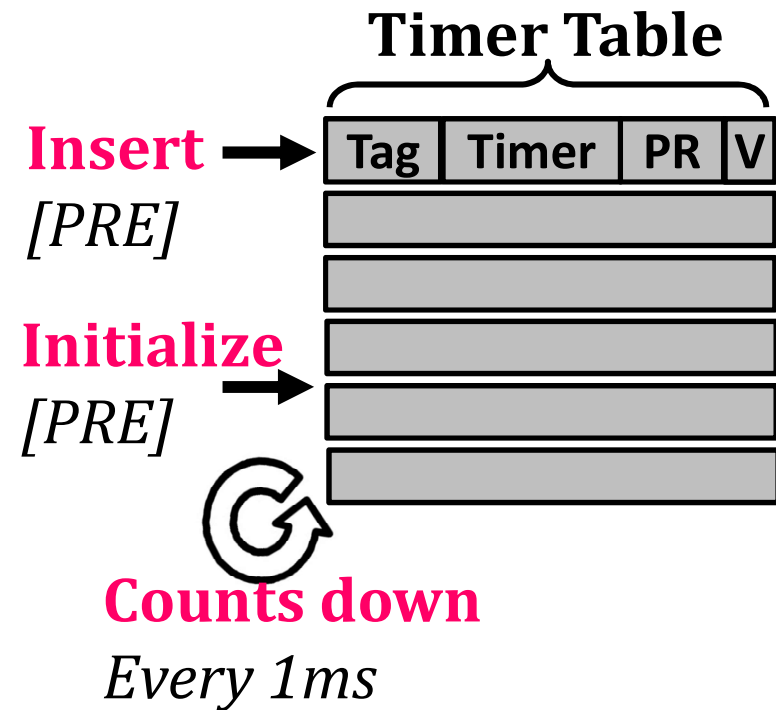 Timer Table
Insert
[PRE]
Tag Timer PR V
Initialize
[PRE]
Counts down
Every 1ms